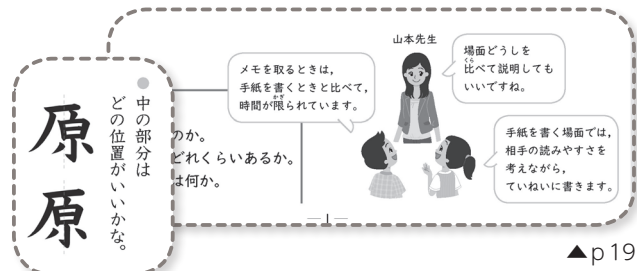 山本先生
場面どうしを
比べて説明しても
いいですね。
メモを取るときは，
手紙を書くときと比べて，
時間が限られています。
手紙を書く場面では，
相手の読みやすさを
考えながら，
ていねいに書きます。
のか。
どれくらいあるか。
は何か。
中の部分は
どの位置がいいかな。
原
原
▲p19